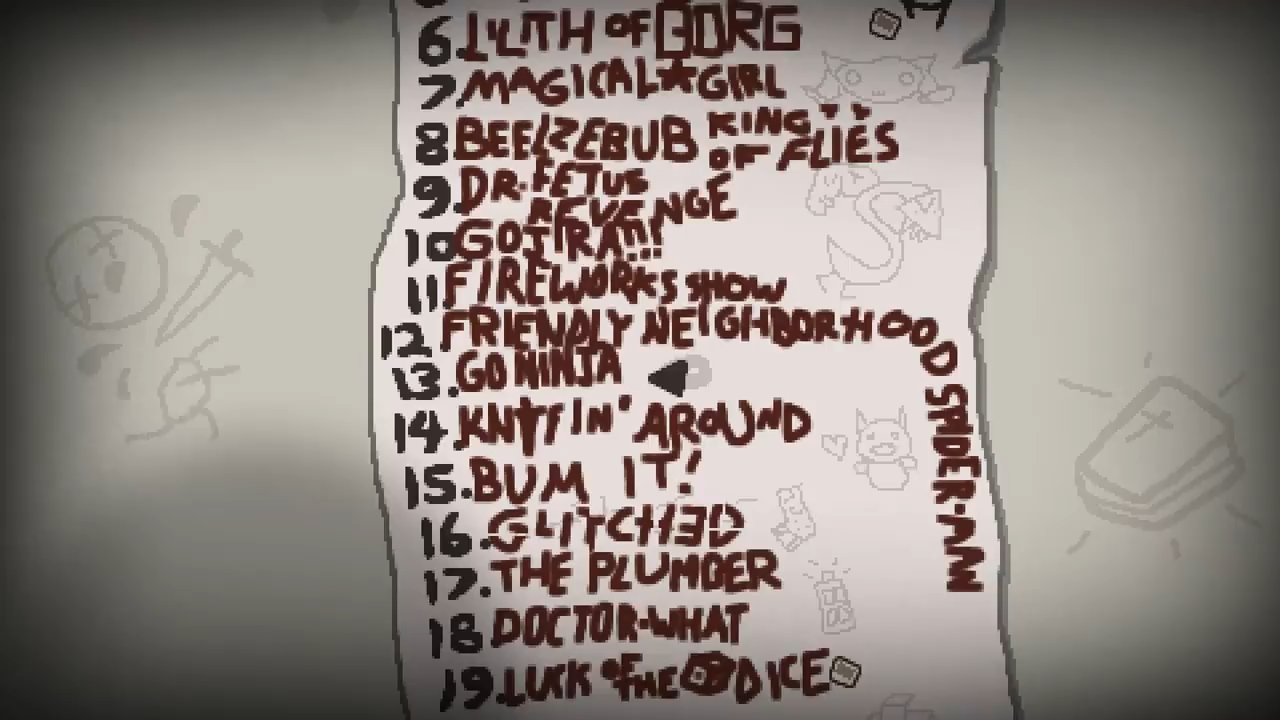 6. LILITH OF BORG
7. MAGICAL★GIRL
8. BEELZEBUB KING OF FLIES
9. DR. FETUS REVENGE
10 GOJIRA!!!
11. FIREWORKS SHOW
12. FRIENDLY NEIGHBORHOOD SPIDER-MAN
13. GO NINJA
14. KNIFIN' AROUND
15. BUM IT!
16. GLITCH3D
17. THE PLUMBER
18 DOCTOR-WHAT
19. LUCK OF THE DICE